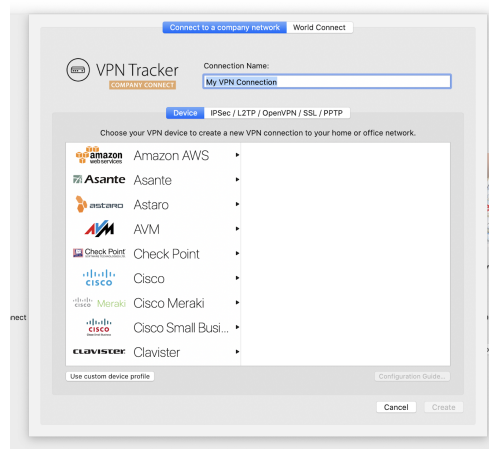 Connect to a company network World Connect
VPN Tracker
COMPANY CONNECT
Connection Name:
My VPN Connection
Device IPSec / L2TP / OpenVPN / SSL / PPTP
Choose your VPN device to create a new VPN connection to your home or office network.
amazon webservices Amazon AWS
Asante Asante
astaro Astaro
AVM
Check Point Check Point
CISCO Cisco
CISCO Meraki Cisco Meraki
nect
CISCO Cisco Small Busi...
clavister Clavister
Use custom device profile Configuration Guide...
Cancel Create